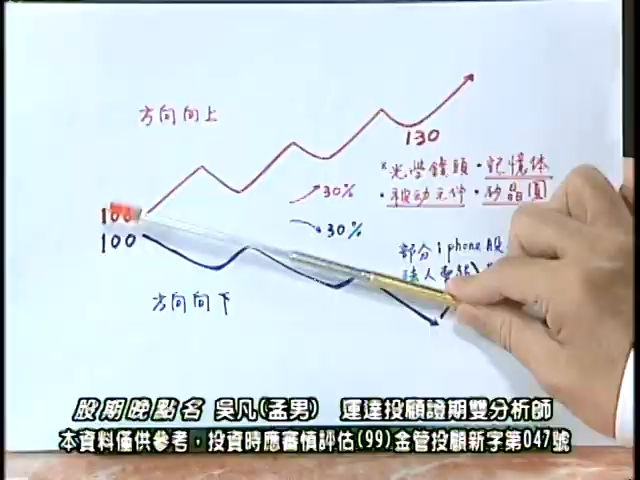 方向向上
130
*光學鏡頭・記憶体
30%
・被动元件・矽晶圓
100
30%
100
部分iphone A股
方向向下
股期晚點名 吳凡(孟男) 運達投顧證期雙分析師
本資料僅供參考，投資時應審慎評估(99)金管投顧新字第047號